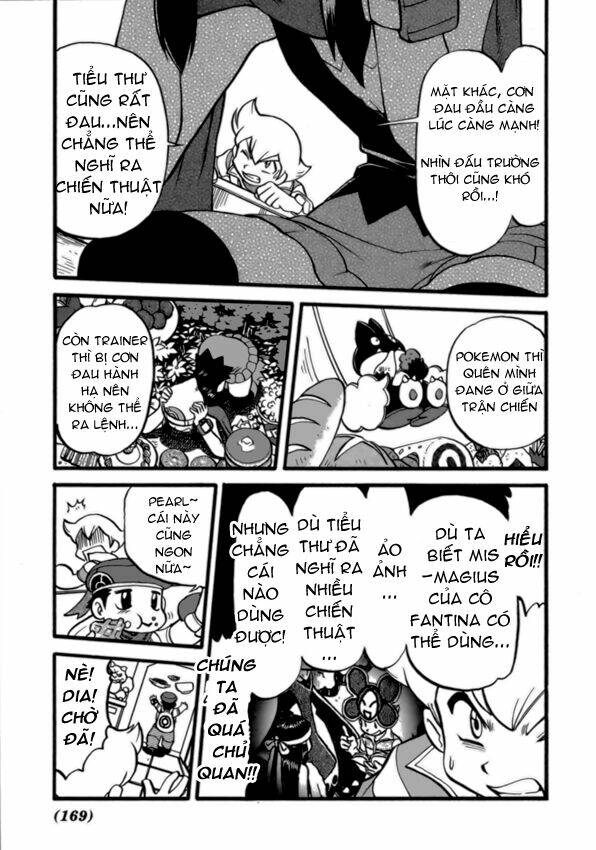 MẶT KHÁC, CƠN
ĐAU ĐẦU CÀNG
LÚC CÀNG MẠNH!
NHÌN ĐẤU TRƯỜNG
THÔI CŨNG KHÓ
RỒI...!
TIỂU THƯ
CŨNG RẤT
ĐAU...NÊN
CHẲNG THỂ
NGHĨ RA
CHIẾN THUẬT
NỮA!
POKEMON THÌ
QUÊN MÌNH
ĐANG Ở GIỮA
TRẬN CHIẾN
CÒN TRAINER
THÌ BỊ CƠN
ĐAU HÀNH
HẠ NÊN
KHÔNG THỂ
RA LỆNH...
HIỂU
RỒI!!
DÙ TA
BIẾT MIS
-MAGIUS
CỦA CÔ
FANTINA CÓ
THỂ DÙNG...
ẢO
ẢNH
...
DÙ TIỂU
THƯ ĐÃ
NGHĨ RA
NHIỀU
CHIẾN
THUẬT
...
NHƯNG
CHẲNG
CÁI
NÀO
DÙNG
ĐƯỢC!
CHÚNG
TA
ĐÃ
QUÁ
CHỦ
QUAN!!
PEARL~
CÁI NÀY
CŨNG
NGON
NỮA~
NÈ!
DIA!
CHỜ
ĐÃ!
(169)